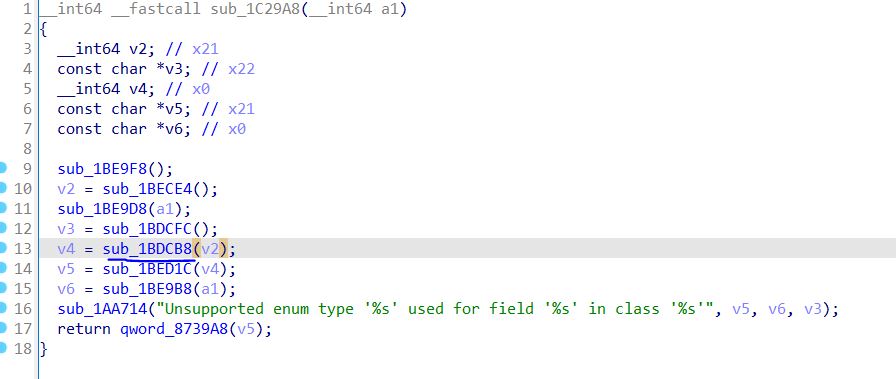 1 __int64 __fastcall sub_1C29A8(__int64 a1)
2 {
3 __int64 v2; // x21
4 const char *v3; // x22
5 __int64 v4; // x0
6 const char *v5; // x21
7 const char *v6; // x0
8
9 sub_1BE9F8();
10 v2 = sub_1BECE4();
11 sub_1BE9D8(a1);
12 v3 = sub_1BDCFC();
13 v4 = sub_1BDCB8(v2);
14 v5 = sub_1BED1C(v4);
15 v6 = sub_1BE9B8(a1);
16 sub_1AA714("Unsupported enum type '%s' used for field '%s' in class '%s'", v5, v6, v3);
17 return qword_8739A8(v5);
18 }